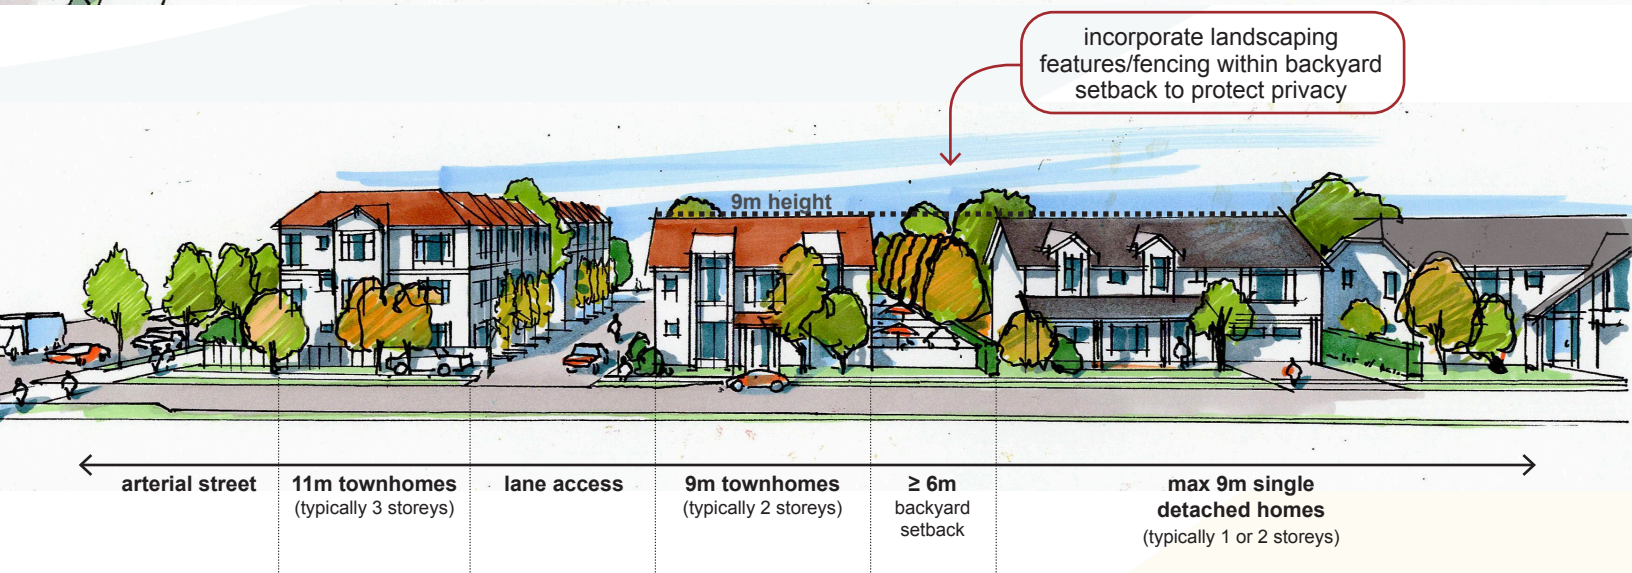 incorporate landscaping
features/fencing within backyard
setback to protect privacy
9m height
arterial street
11m townhomes
(typically 3 storeys)
lane access
9m townhomes
(typically 2 storeys)
≥ 6m
backyard
setback
max 9m single
detached homes
(typically 1 or 2 storeys)